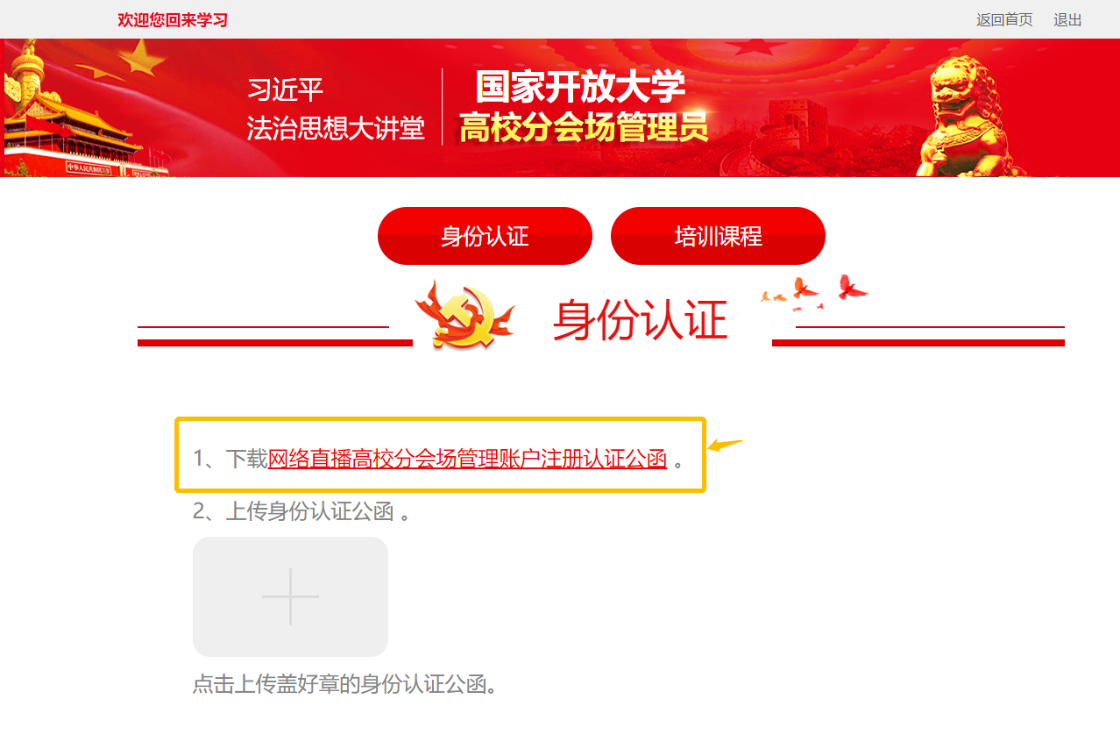 欢迎您回来学习
返回首页 退出
习近平
法治思想大讲堂
国家开放大学
高校分会场管理员
身份认证 培训课程
身份认证
1、下载网络直播高校分会场管理账户注册认证公函 。
2、上传身份认证公函 。
点击上传盖好章的身份认证公函。